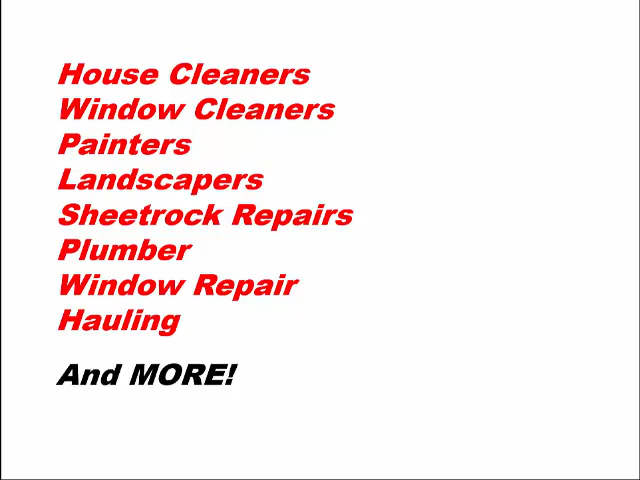 House Cleaners
Window Cleaners
Painters
Landscapers
Sheetrock Repairs
Plumber
Window Repair
Hauling
And MORE!